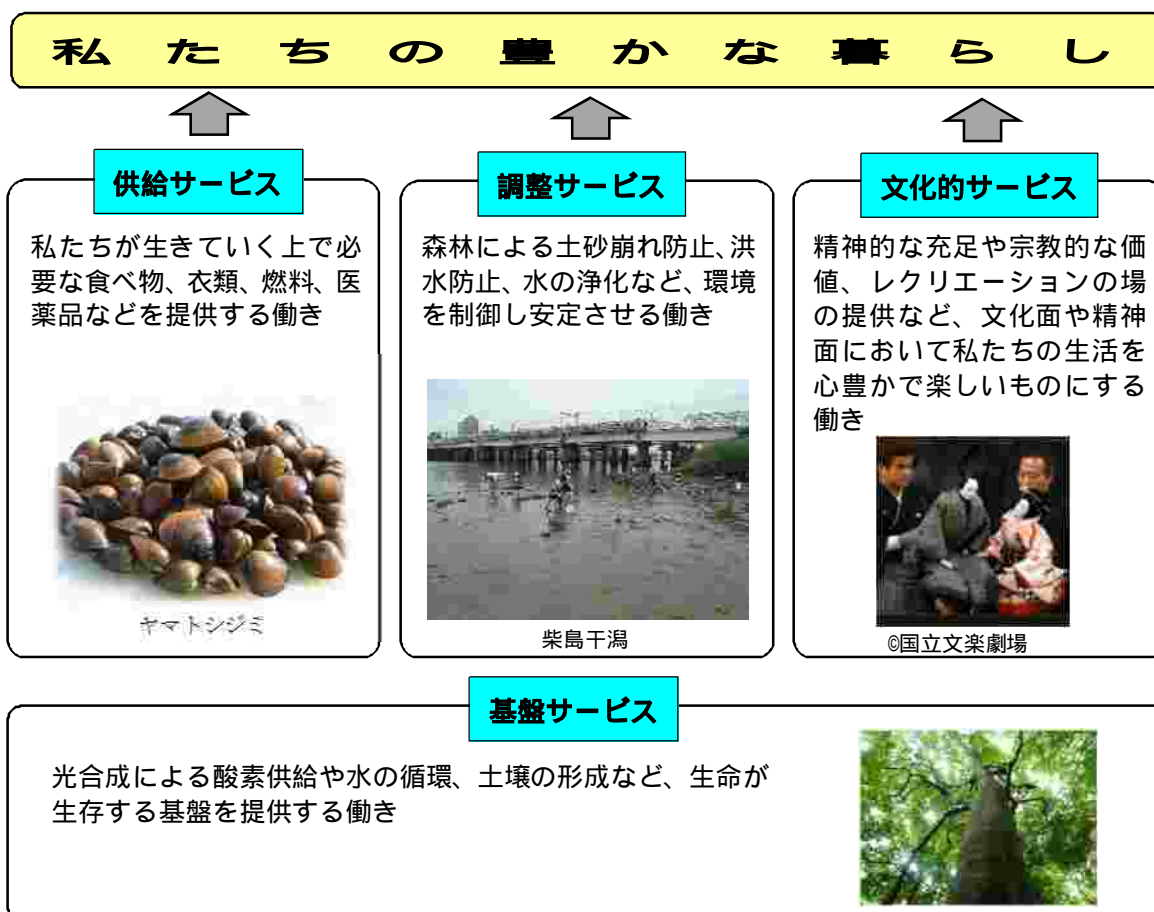 私たちの豊かな暮らし
供給サービス
私たちが生きていく上で必
要な食べ物、衣類、燃料、医
薬品などを提供する働き
ヤマトシジミ
調整サービス
森林による土砂崩れ防止、洪
水防止、水の浄化など、環境
を制御し安定させる働き
柴島干潟
文化的サービス
精神的な充足や宗教的な価
値、レクリエーションの場
の提供など、文化面や精神
面において私たちの生活を
心豊かで楽しいものにする
働き
©国立文楽劇場
基盤サービス
光合成による酸素供給や水の循環、土壌の形成など、生命が
生存する基盤を提供する働き